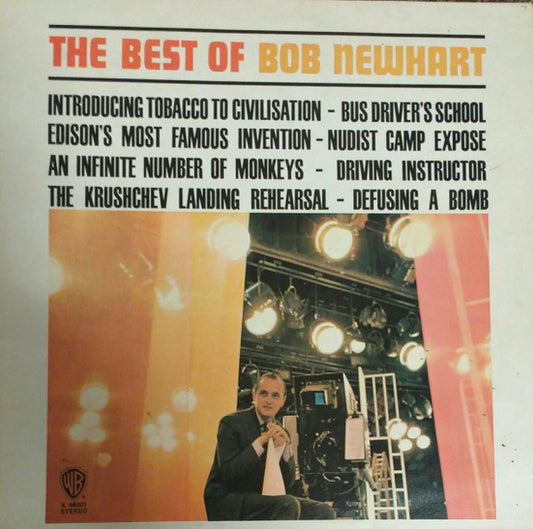 THE BEST OF BOB NEWHART
INTRODUCING TOBACCO TO CIVILISATION - BUS DRIVER'S SCHOOL
EDISON'S MOST FAMOUS INVENTION - NUDIST CAMP EXPOSE
AN INFINITE NUMBER OF MONKEYS - DRIVING INSTRUCTOR
THE KRUSHCHEV LANDING REHEARSAL - DEFUSING A BOMB
WB
K 46001
STEREO